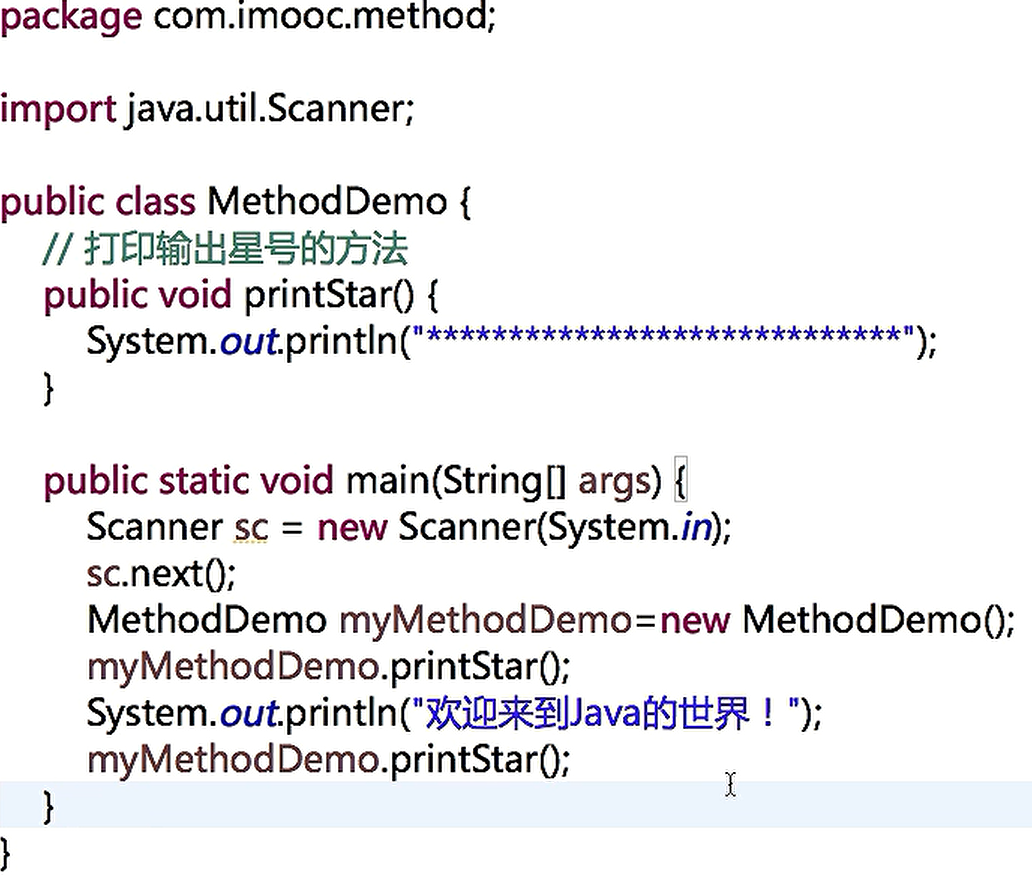 package com.imooc.method;
import java.util.Scanner;
public class MethodDemo {
// 打印输出星号的方法
public void printStar() {
System.out.println("*****************************");
}
public static void main(String[] args) {
Scanner sc = new Scanner(System.in);
sc.next();
MethodDemo myMethodDemo=new MethodDemo();
myMethodDemo.printStar();
System.out.println("欢迎来到Java的世界！");
myMethodDemo.printStar();
}
}